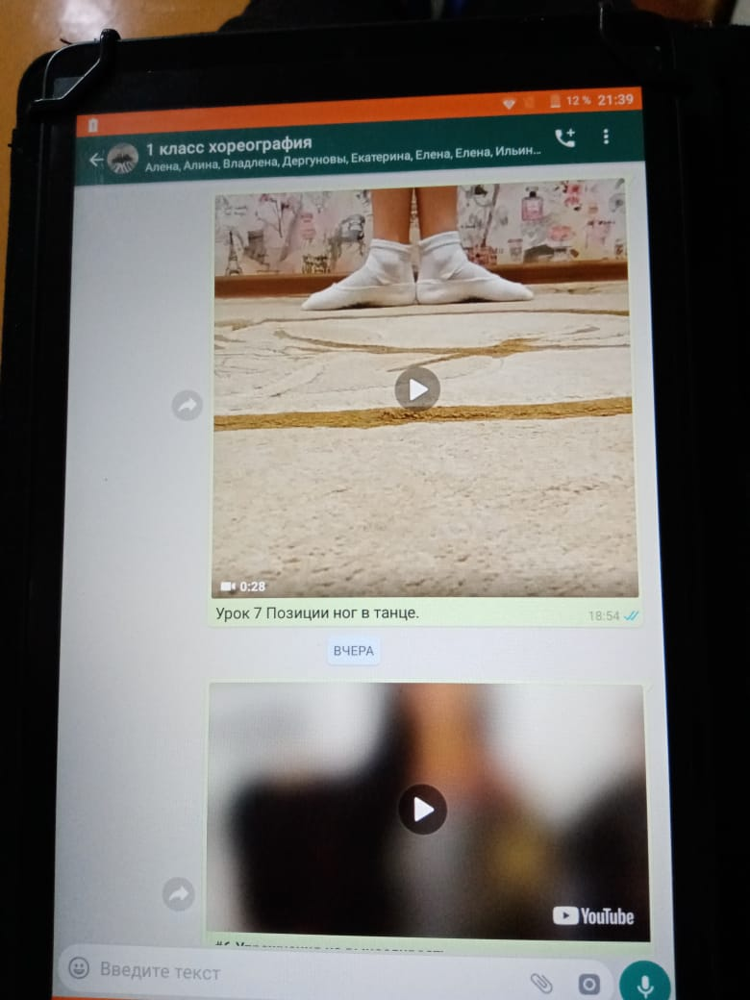 12 % 21:39
1 класс хореография
Алена, Алина, Владлена, Дергуновы, Екатерина, Елена, Елена, Ильин...
0:28
Урок 7 Позиции ног в танце.
18:54
ВЧЕРА
YouTube
Введите текст